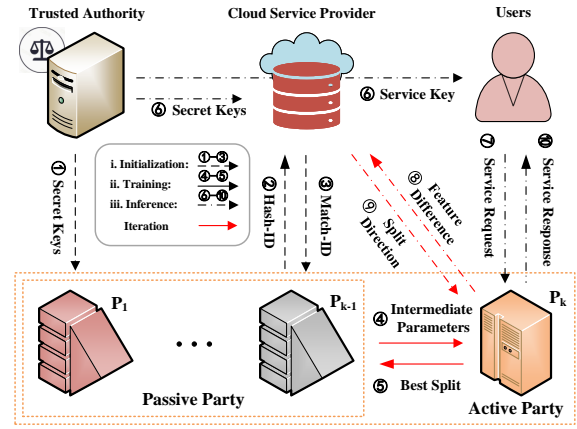 Trusted Authority
Cloud Service Provider
Users
⑥ Secret Keys
⑥ Service Key
① Secret Keys
i. Initialization: ①-③
ii. Training: ④-⑤
iii. Inference: ⑥-⑩
Iteration
② Hash-ID
③ Match-ID
⑧ Feature
Difference
⑨ Split
Direction
⑦ Service Request
⑩ Service Response
P1
Pk-1
Pk
④ Intermediate
Parameters
⑤ Best Split
Passive Party
Active Party